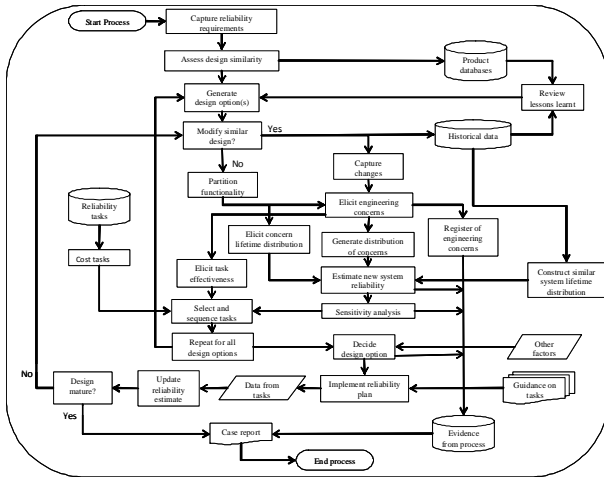 Start Process
Capture reliability
requirements
Assess design similarity
Product
databases
Generate
design option(s)
Review
lessons learnt
Modify similar
design?
Yes
Historical data
No
Capture
changes
Partition
functionality
Reliability
tasks
Elicit engineering
concerns
Elicit concern
lifetime distribution
Generate distribution
of concerns
Register of
engineering
concerns
Cost tasks
Elicit task
effectiveness
Estimate new system
reliability
Construct similar
system lifetime
distribution
Select and
sequence tasks
Sensitivity analysis
Repeat for all
design options
Decide
design option
Other
factors
No
Design
mature?
Update
reliability
estimate
Data from
tasks
Implement reliability
plan
Guidance on tasks
Yes
Case report
Evidence
from process
End process